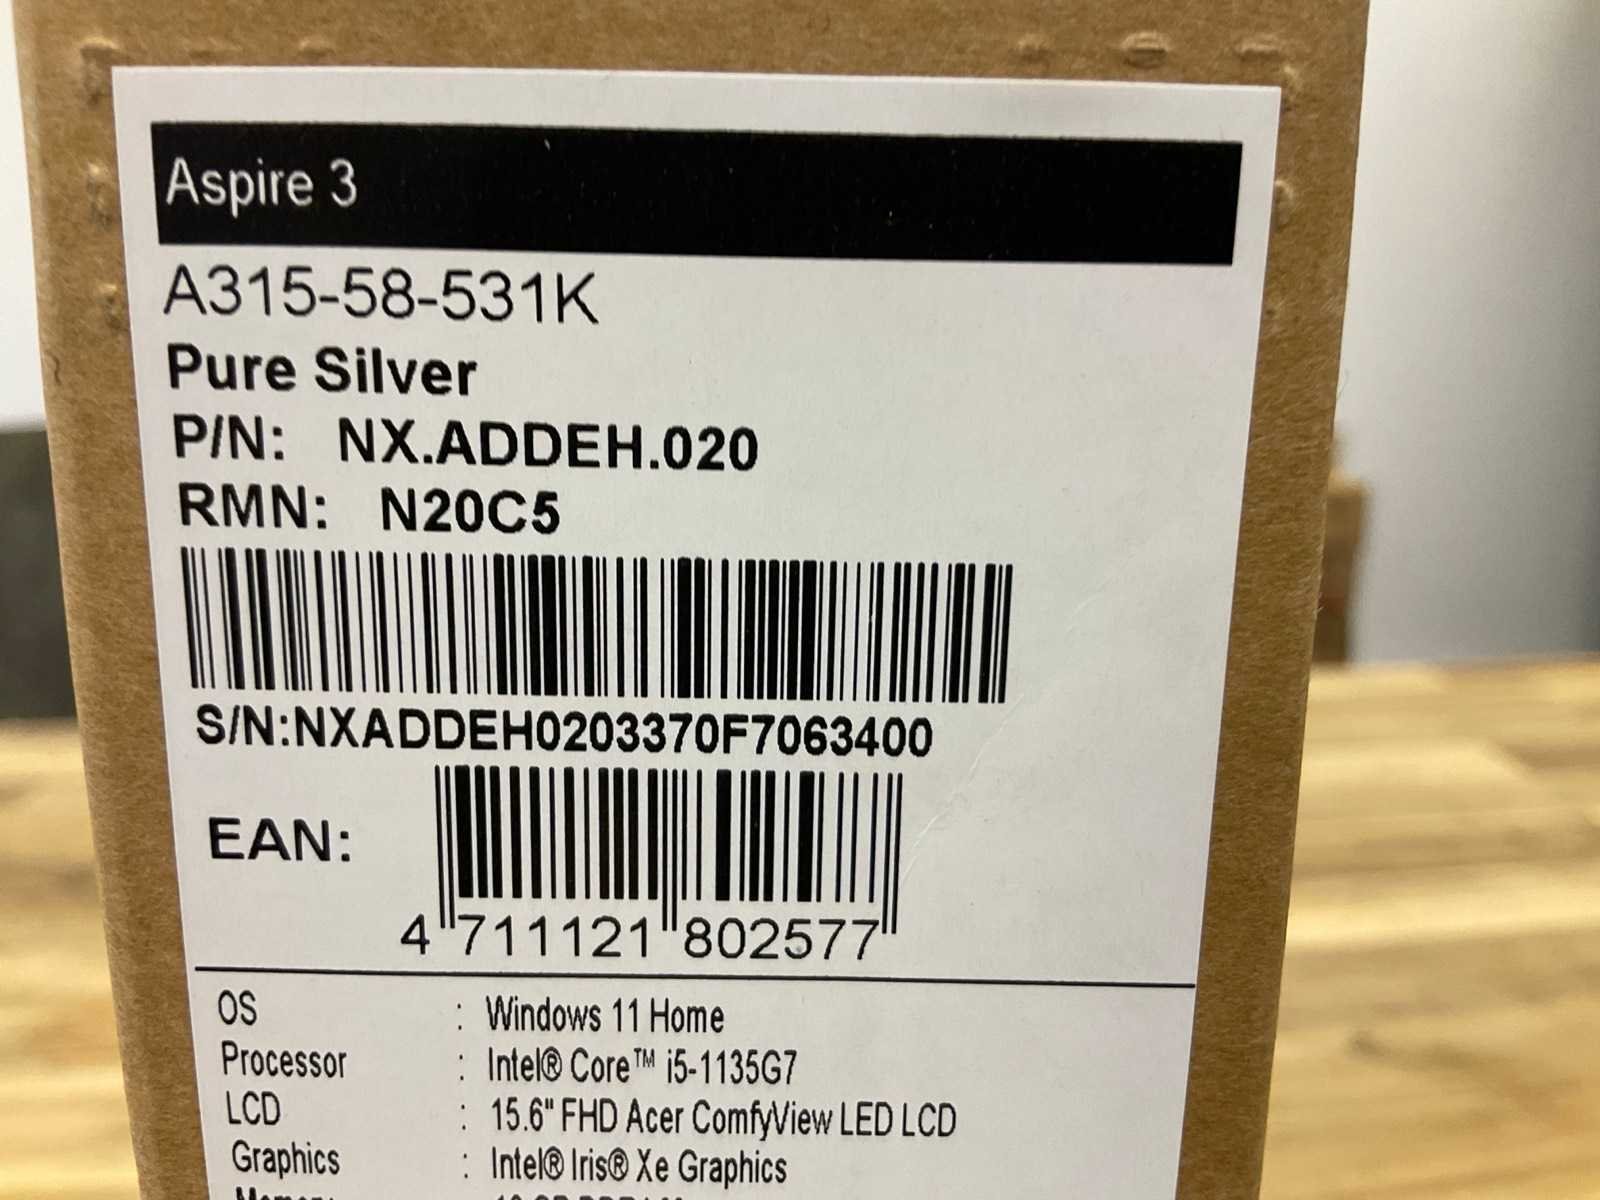 Aspire 3
A315-58-531K
Pure Silver
P/N: NX.ADDEH.020
RMN: N20C5
S/N:NXADDEH0203370F7063400
EAN:
4 711121 802577
OS : Windows 11 Home
Processor : Intel® Core™ i5-1135G7
LCD : 15.6" FHD Acer ComfyView LED LCD
Graphics : Intel® Iris® Xe Graphics